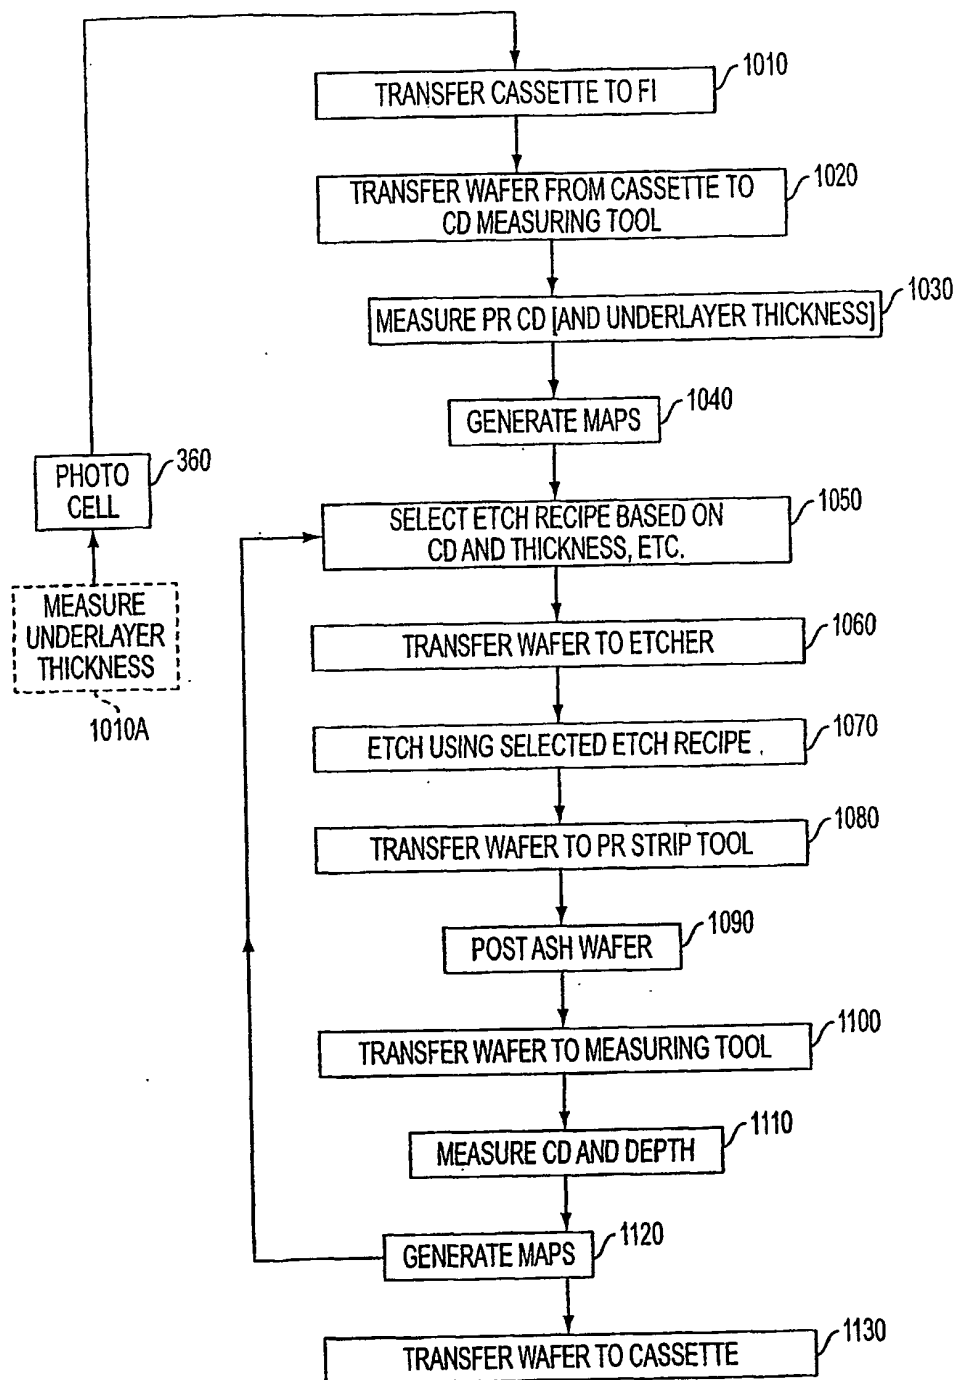 1010
TRANSFER CASSETTE TO FI
TRANSFER WAFER FROM CASSETTE TO
CD MEASURING TOOL
1020
MEASURE PR CD [AND UNDERLAYER THICKNESS]
1030
GENERATE MAPS
1040
PHOTO
CELL
360
MEASURE
UNDERLAYER
THICKNESS
1010A
SELECT ETCH RECIPE BASED ON
CD AND THICKNESS, ETC.
1050
TRANSFER WAFER TO ETCHER
1060
ETCH USING SELECTED ETCH RECIPE
1070
TRANSFER WAFER TO PR STRIP TOOL
1080
POST ASH WAFER
1090
TRANSFER WAFER TO MEASURING TOOL
1100
MEASURE CD AND DEPTH
1110
GENERATE MAPS
1120
TRANSFER WAFER TO CASSETTE
1130